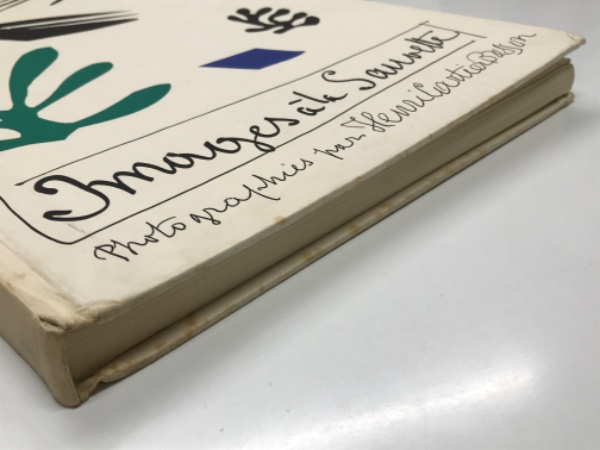 Images à la Sauvette
Photographies par Henri Cartier-Bresson